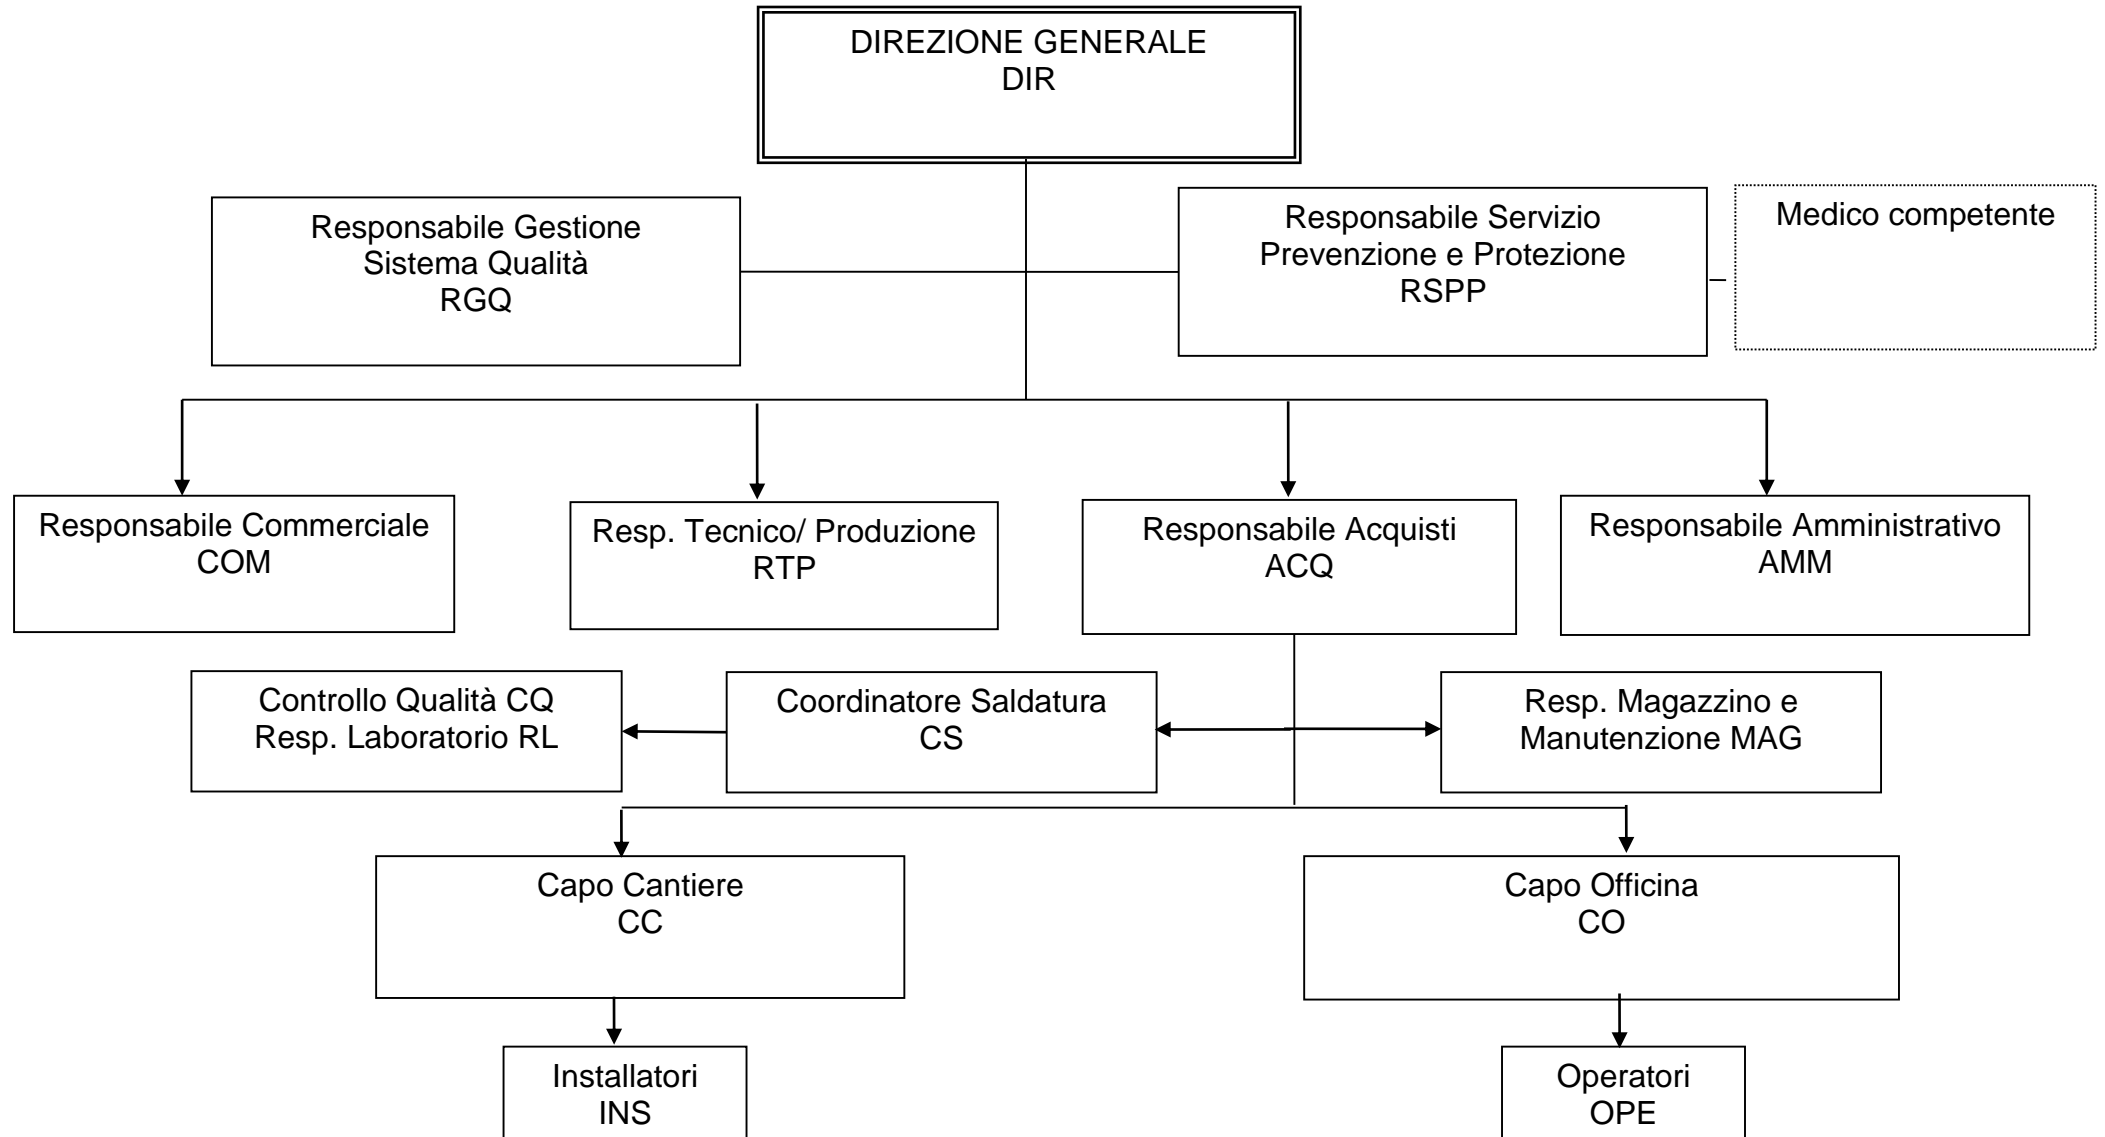 DIREZIONE GENERALE
DIR
Responsabile Gestione
Sistema Qualità
RGQ
Responsabile Servizio
Prevenzione e Protezione
RSPP
Medico competente
Responsabile Commerciale
COM
Resp. Tecnico/ Produzione
RTP
Responsabile Acquisti
ACQ
Responsabile Amministrativo
AMM
Controllo Qualità CQ
Resp. Laboratorio RL
Coordinatore Saldatura
CS
Resp. Magazzino e
Manutenzione MAG
Capo Cantiere
CC
Capo Officina
CO
Installatori
INS
Operatori
OPE